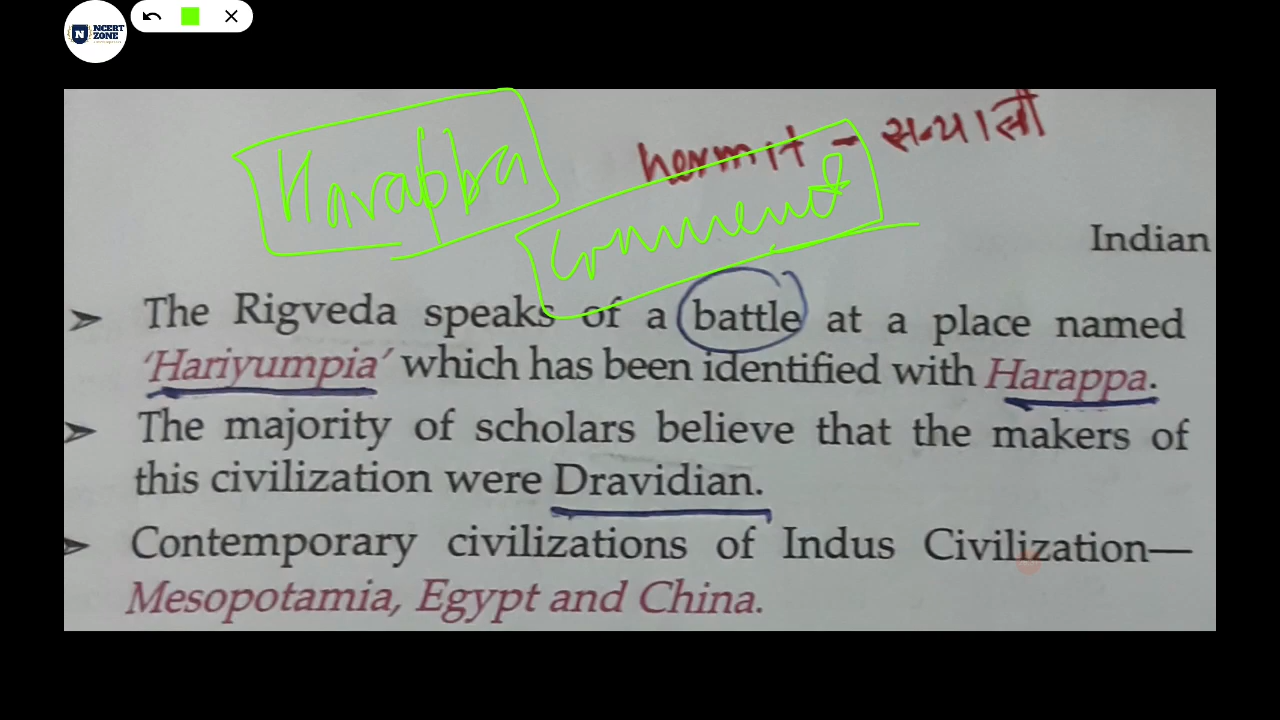 NCERT
ZONE
Harappa
hermit - सन्यासी
Comment
Indian
➢ The Rigveda speaks of a battle at a place named
'Hariyumpia' which has been identified with Harappa.
➢ The majority of scholars believe that the makers of
this civilization were Dravidian.
➢ Contemporary civilizations of Indus Civilization—
Mesopotamia, Egypt and China.